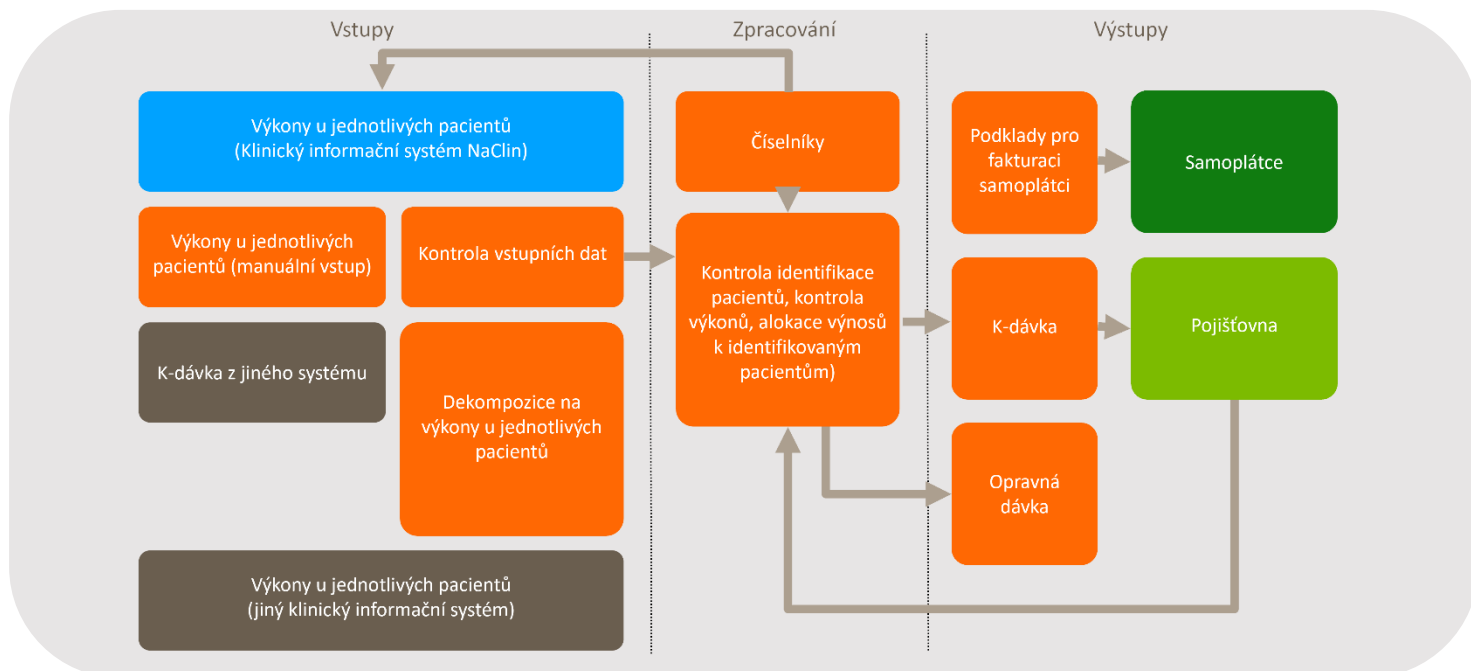 Vstupy
Zpracování
Výstupy
Výkony u jednotlivých pacientů
(Klinický informační systém NaClin)
Výkony u jednotlivých
pacientů (manuální vstup)
Kontrola vstupních dat
K-dávka z jiného systému
Dekompozice na
výkony u jednotlivých
pacientů
Výkony u jednotlivých pacientů
(jiný klinický informační systém)
Číselníky
Kontrola identifikace
pacientů, kontrola
výkonů, alokace výnosů
k identifikovaným
pacientům)
Podklady pro
fakturaci
samoplátci
Samoplátce
K-dávka
Pojišťovna
Opravná
dávka